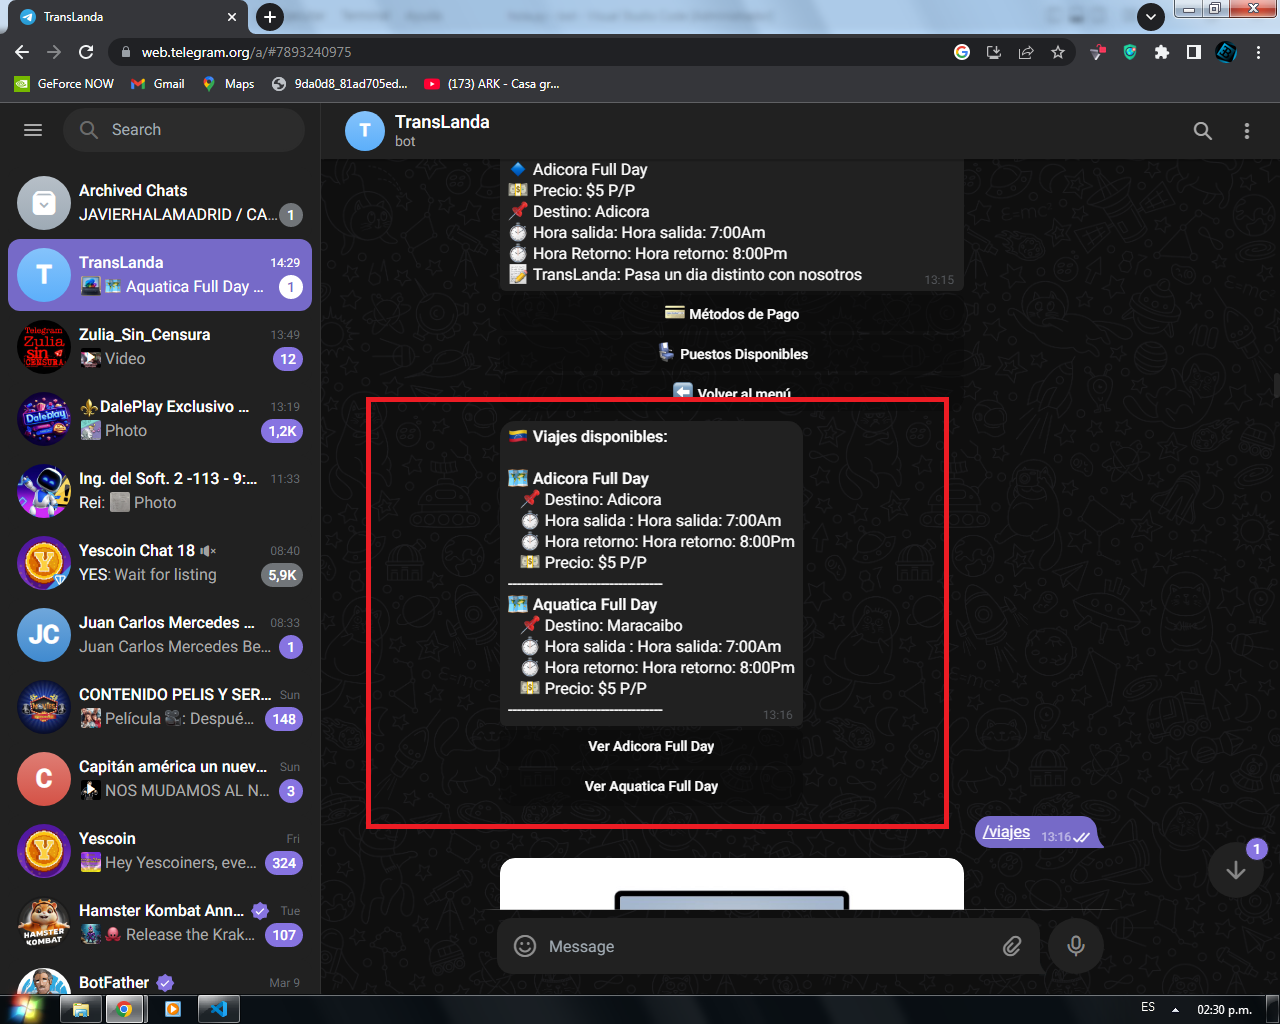 TransLanda
web.telegram.org/a/#7893240975
GeForce NOW
Gmail
Maps
9da0d8_81ad705ed...
(173) ARK - Casa gr...
Search
Archived Chats
JAVIERHALAMADRID / CA... 1
TransLanda 14:29
Aquatica Full Day ... 1
Zulia_Sin_Censura 13:49
Video 12
DalePlay Exclusivo ... 13:19
Photo 1,2K
Ing. del Soft. 2 -113 - 9:... 11:33
Rei: Photo
Yescoin Chat 18 08:40
YES: Wait for listing 5,9K
JC
Juan Carlos Mercedes ... 08:33
Juan Carlos Mercedes Be... 1
CONTENIDO PELIS Y SER... Sun
Película : Despué... 148
C
Capitán américa un nuev... Sun
NOS MUDAMOS AL N... 3
Yescoin Fri
Hey Yescoiners, eve... 324
Hamster Kombat Ann... Tue
Release the Krak... 107
BotFather Mar 9
T
TransLanda
bot
Adicora Full Day
Precio: $5 P/P
Destino: Adicora
Hora salida: Hora salida: 7:00Am
Hora Retorno: Hora retorno: 8:00Pm
TransLanda: Pasa un dia distinto con nosotros 13:15
Métodos de Pago
Puestos Disponibles
Volver al menú
Viajes disponibles:
Adicora Full Day
Destino: Adicora
Hora salida : Hora salida: 7:00Am
Hora retorno: Hora retorno: 8:00Pm
Precio: $5 P/P
-----------------------------------
Aquatica Full Day
Destino: Maracaibo
Hora salida : Hora salida: 7:00Am
Hora retorno: Hora retorno: 8:00Pm
Precio: $5 P/P
-----------------------------------
13:16
Ver Adicora Full Day
Ver Aquatica Full Day
/viajes 13:16
1
Message
ES
02:30 p.m.